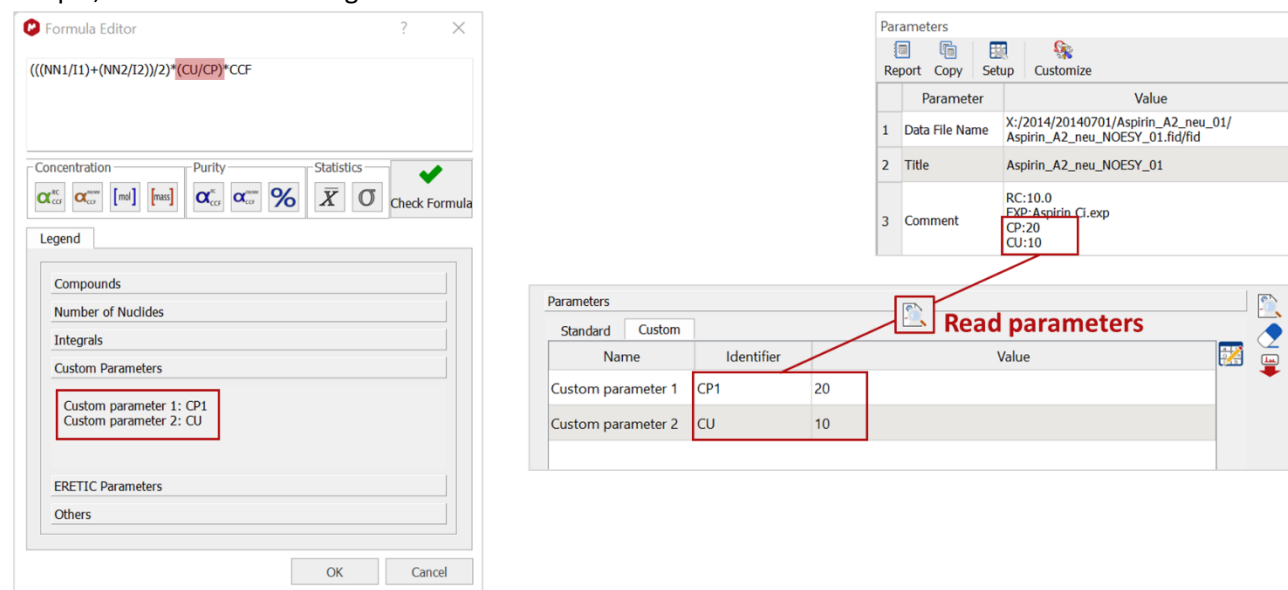 Formula Editor ? ×
(((NN1/I1)+(NN2/I2))/2)*(CU/CP)*CCF
Concentration Purity Statistics
[mol] [mass] % X σ Check Formula
Legend
Compounds
Number of Nuclides
Integrals
Custom Parameters
Custom parameter 1: CP1
Custom parameter 2: CU
ERETIC Parameters
Others
OK Cancel
Parameters
Report Copy Setup Customize
Parameter Value
1 Data File Name X:/2014/20140701/Aspirin_A2_neu_01/
Aspirin_A2_neu_NOESY_01.fid/fid
2 Title Aspirin_A2_neu_NOESY_01
3 Comment RC:10.0
EXP:Aspirin_Ci.exp
CP:20
CU:10
Read parameters
Parameters
Standard Custom
Name Identifier Value
Custom parameter 1 CP1 20
Custom parameter 2 CU 10